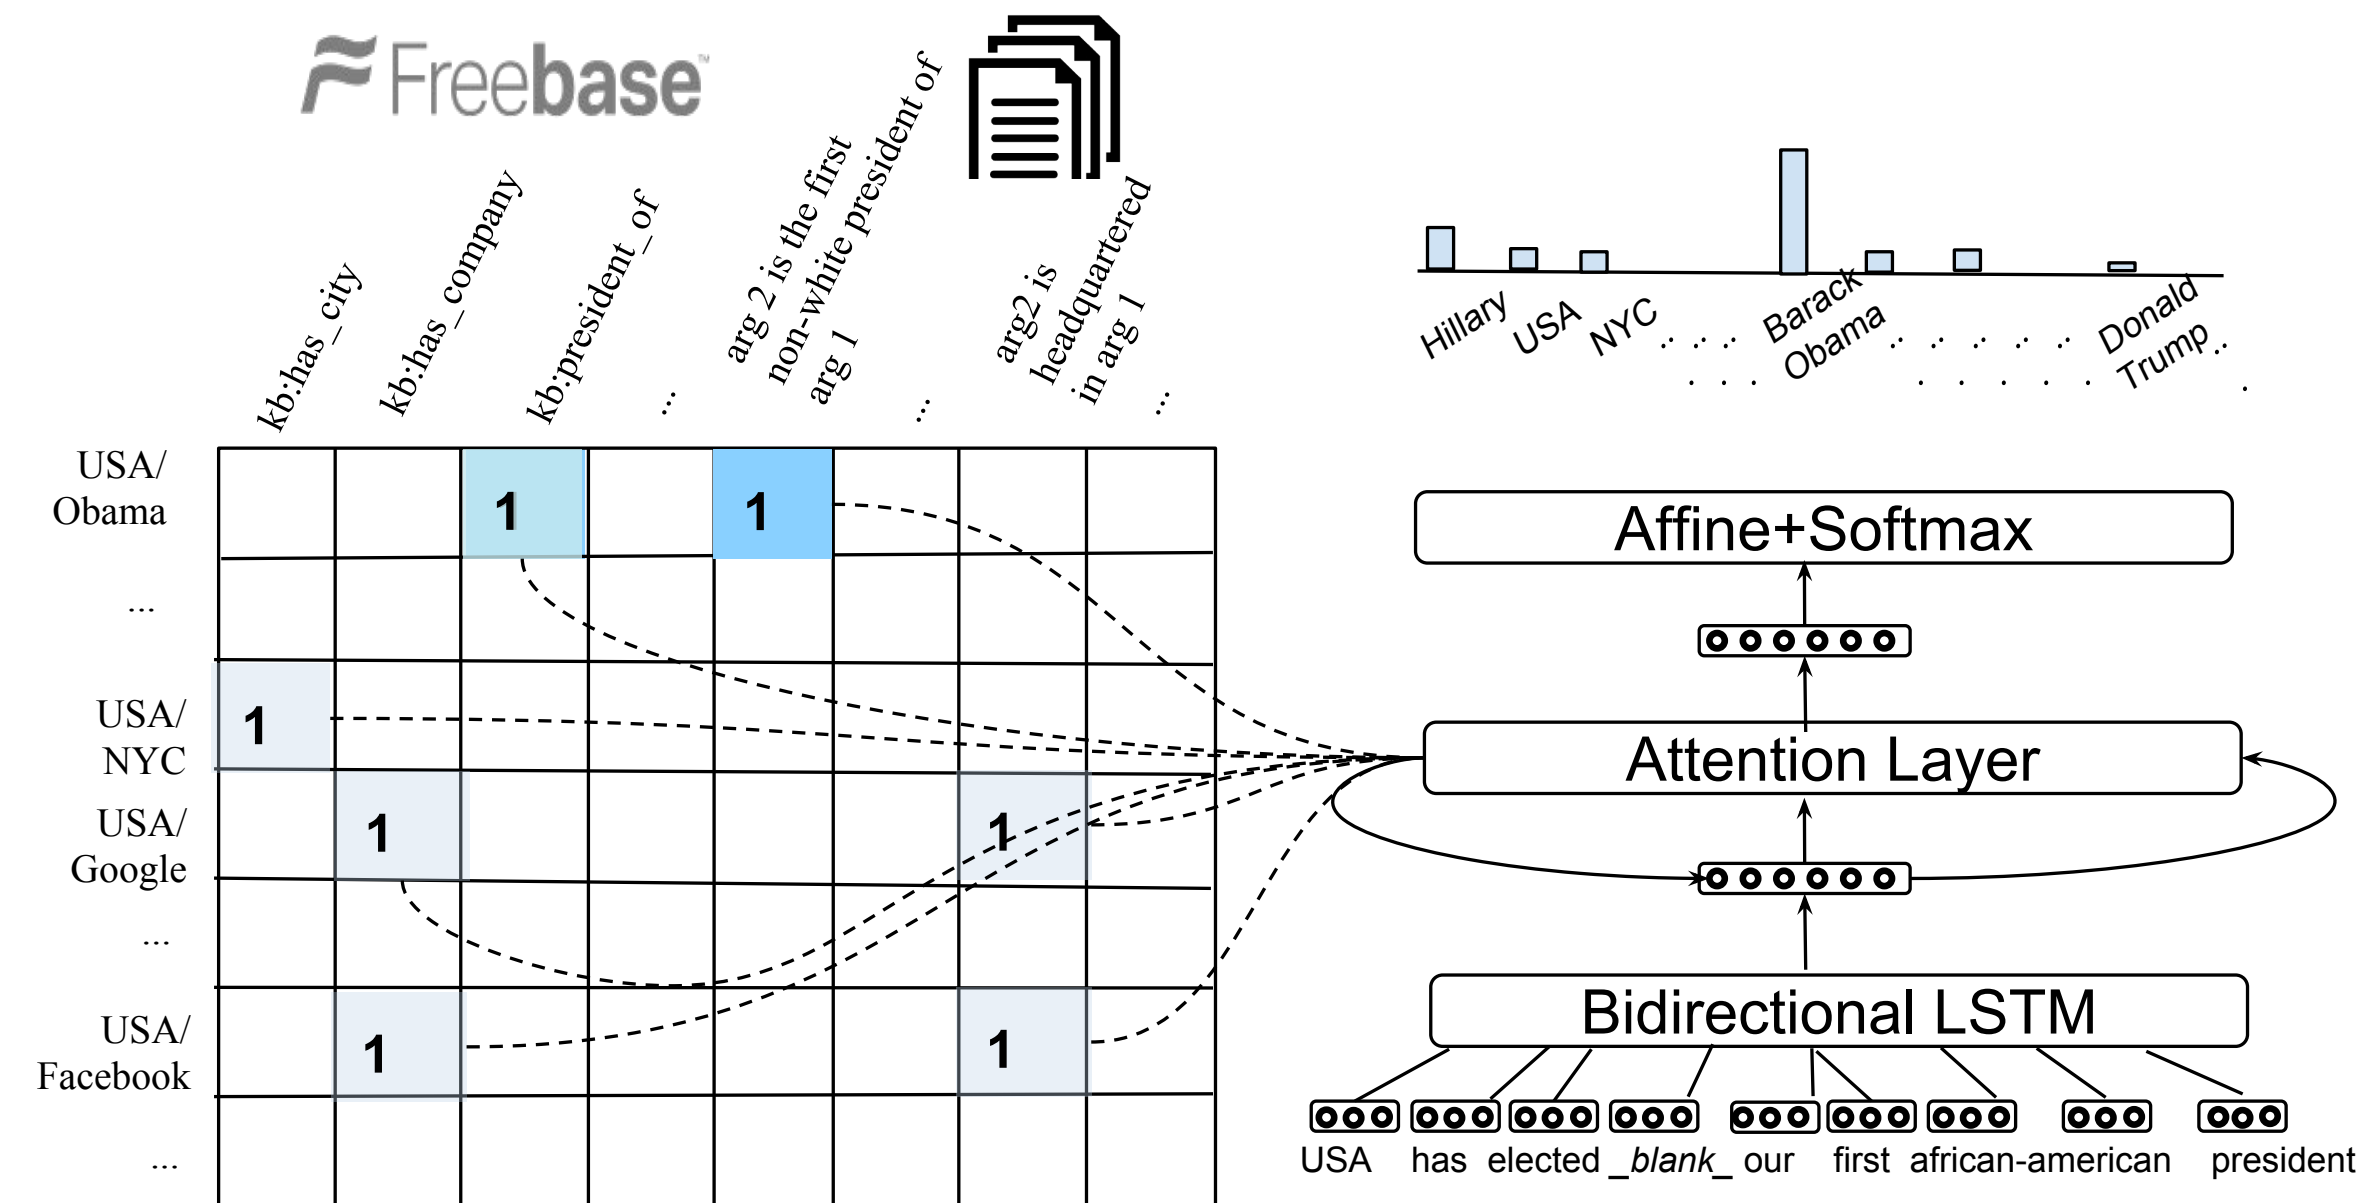 Freebase™
kb:has_city
kb:has_company
kb:president_of
...
arg 2 is the first
non-white president of
arg 1
...
arg2 is
headquartered
in arg 1
...
USA/
Obama
1
1
...
USA/
NYC
1
USA/
Google
1
1
...
USA/
Facebook
1
1
...
Hillary
USA
NYC
. . . . . . . .
Barack
Obama
. . . . . . . . . .
Donald
Trump
. . .
Affine+Softmax
Attention Layer
Bidirectional LSTM
USA has elected _blank_ our first african-american president